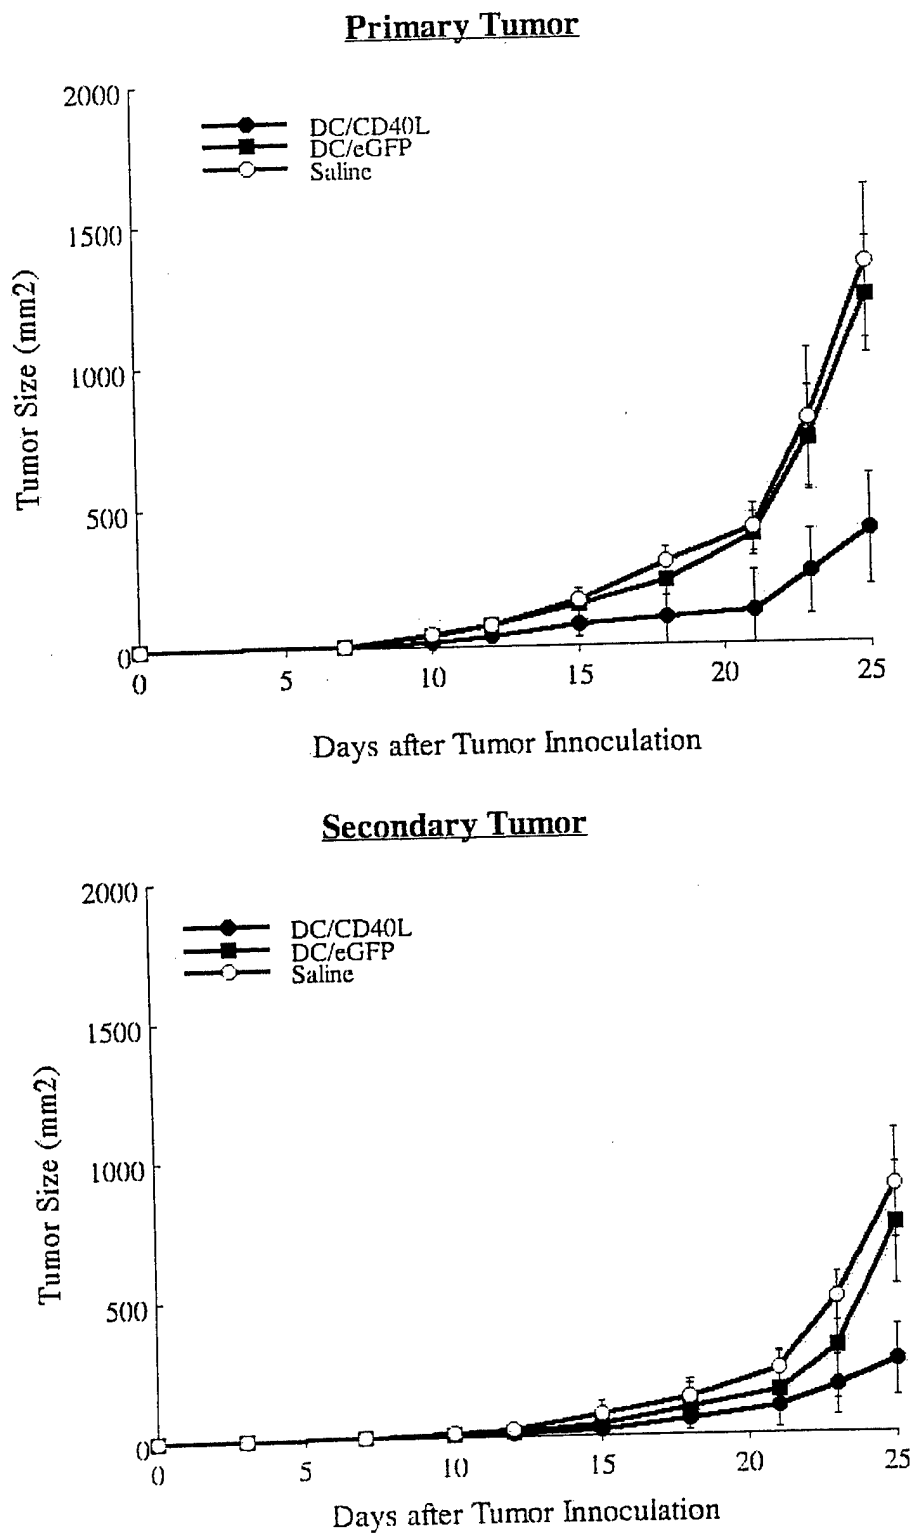 Primary Tumor
2000
1500
1000
500
0
DC/CD40L
DC/eGFP
Saline
Tumor Size (mm2)
0 5 10 15 20 25
Days after Tumor Innoculation
Secondary Tumor
2000
1500
1000
500
0
DC/CD40L
DC/eGFP
Saline
Tumor Size (mm2)
0 5 10 15 20 25
Days after Tumor Innoculation